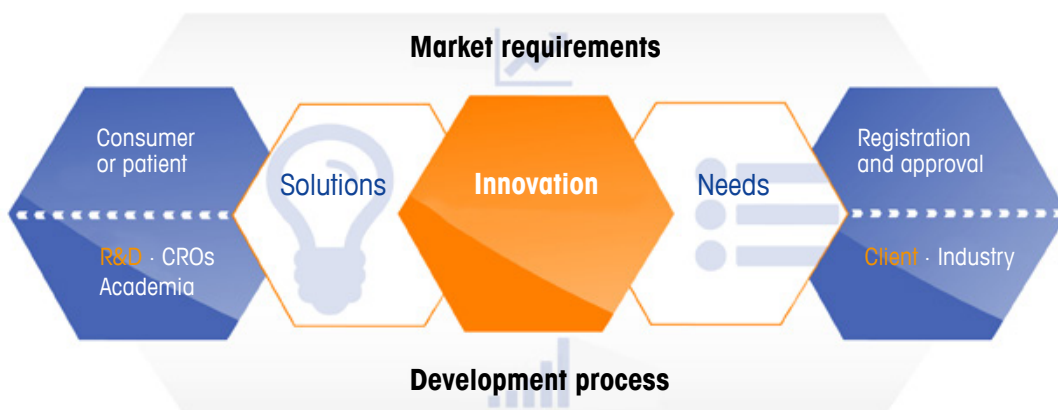 Market requirements
Consumer
or patient
R&D · CROs
Academia
Solutions
Innovation
Needs
Registration
and approval
Client · Industry
Development process